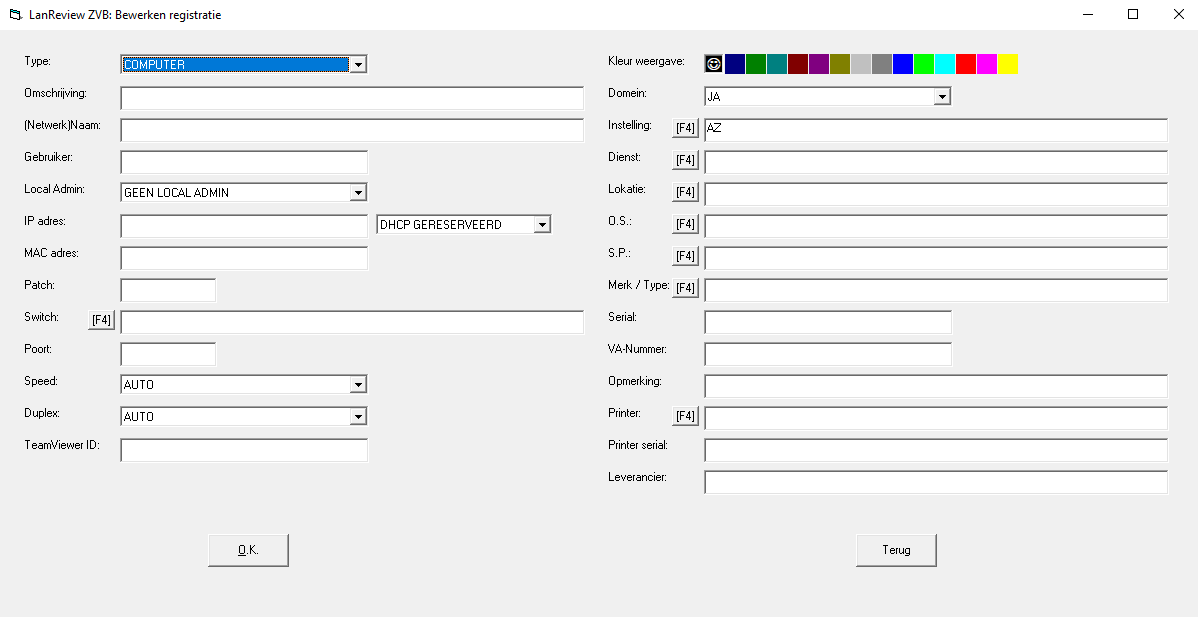 LanReview ZVB: Bewerken registratie
Type: COMPUTER
Omschrijving:
(Netwerk)Naam:
Gebruiker:
Local Admin: GEEN LOCAL ADMIN
IP adres: DHCP GERESERVEERD
MAC adres:
Patch:
Switch: [F4]
Poort:
Speed: AUTO
Duplex: AUTO
TeamViewer ID:
O.K.
Kleur weergave:
Domein: JA
Instelling: [F4] AZ
Dienst: [F4]
Lokatie: [F4]
O.S.: [F4]
S.P.: [F4]
Merk / Type: [F4]
Serial:
VA-Nummer:
Opmerking:
Printer: [F4]
Printer serial:
Leverancier:
Terug